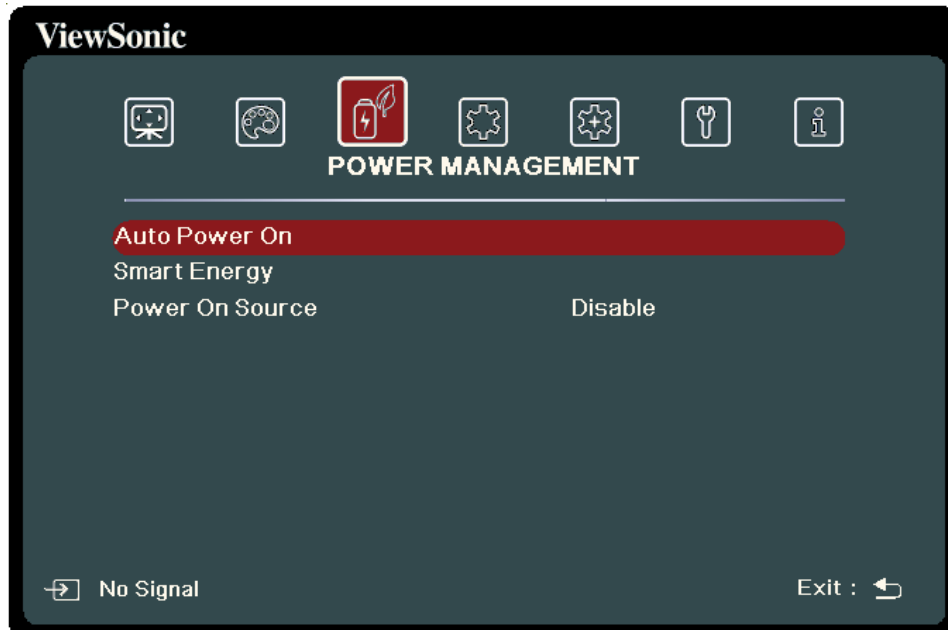 ViewSonic
POWER MANAGEMENT
Auto Power On
Smart Energy
Power On Source Disable
No Signal Exit :